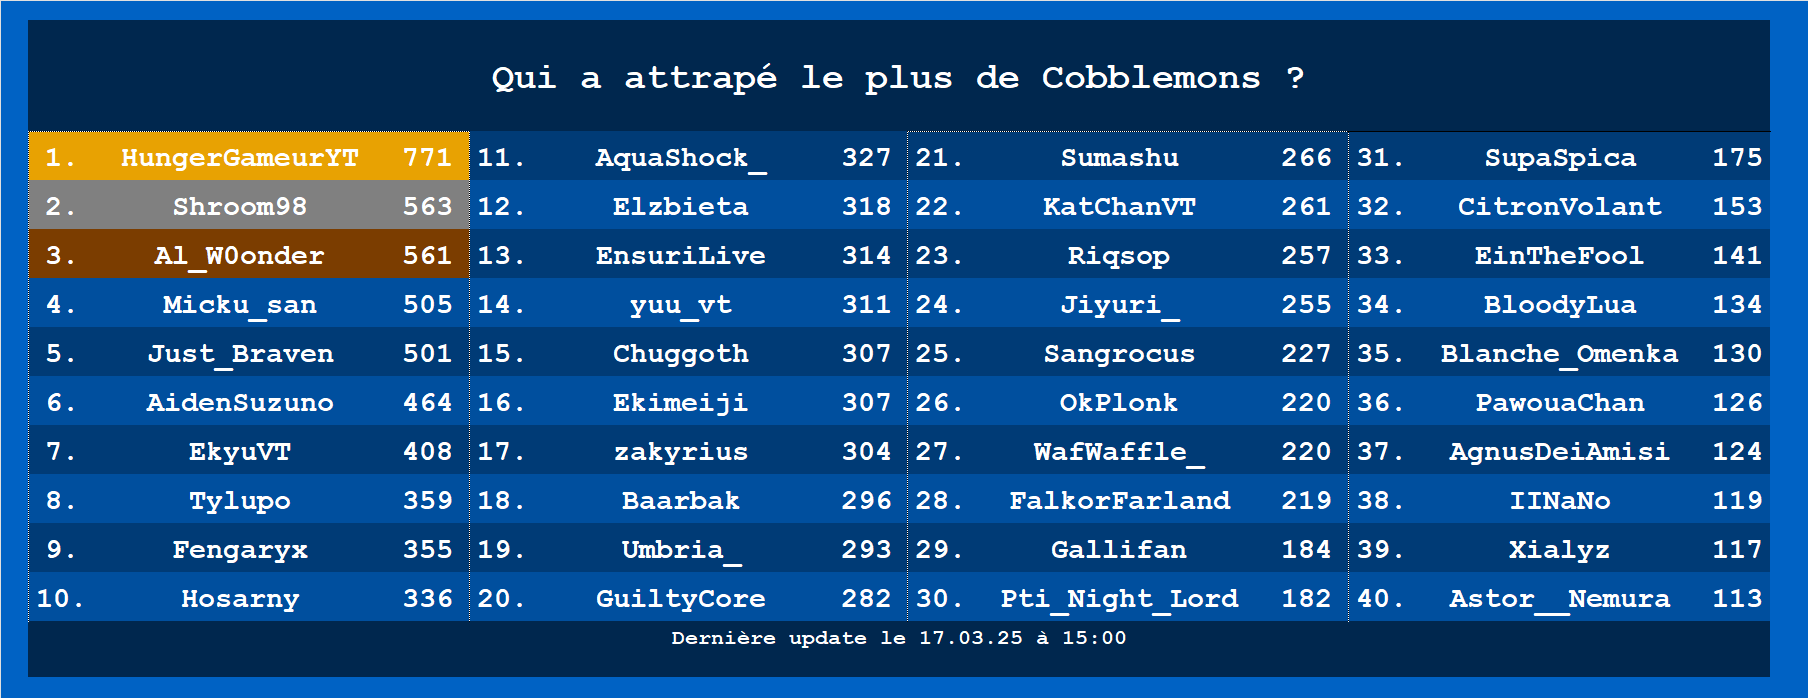 Qui a attrapé le plus de Cobblemons ?
1. HungerGameurYT 771 11. AquaShock_ 327 21. Sumashu 266 31. SupaSpica 175
2. Shroom98 563 12. Elzbieta 318 22. KatChanVT 261 32. CitronVolant 153
3. Al_W0onder 561 13. EnsuriLive 314 23. Riqsop 257 33. EinTheFool 141
4. Micku_san 505 14. yuu_vt 311 24. Jiyuri_ 255 34. BloodyLua 134
5. Just_Braven 501 15. Chuggoth 307 25. Sangrocus 227 35. Blanche_Omenka 130
6. AidenSuzuno 464 16. Ekimeiji 307 26. OkPlonk 220 36. PawouaChan 126
7. EkyuVT 408 17. zakyrius 304 27. WafWaffle_ 220 37. AgnusDeiAmisi 124
8. Tylupo 359 18. Baarbak 296 28. FalkorFarland 219 38. IINaNo 119
9. Fengaryx 355 19. Umbria_ 293 29. Gallifan 184 39. Xialyz 117
10. Hosarny 336 20. GuiltyCore 282 30. Pti_Night_Lord 182 40. Astor__Nemura 113
Dernière update le 17.03.25 à 15:00